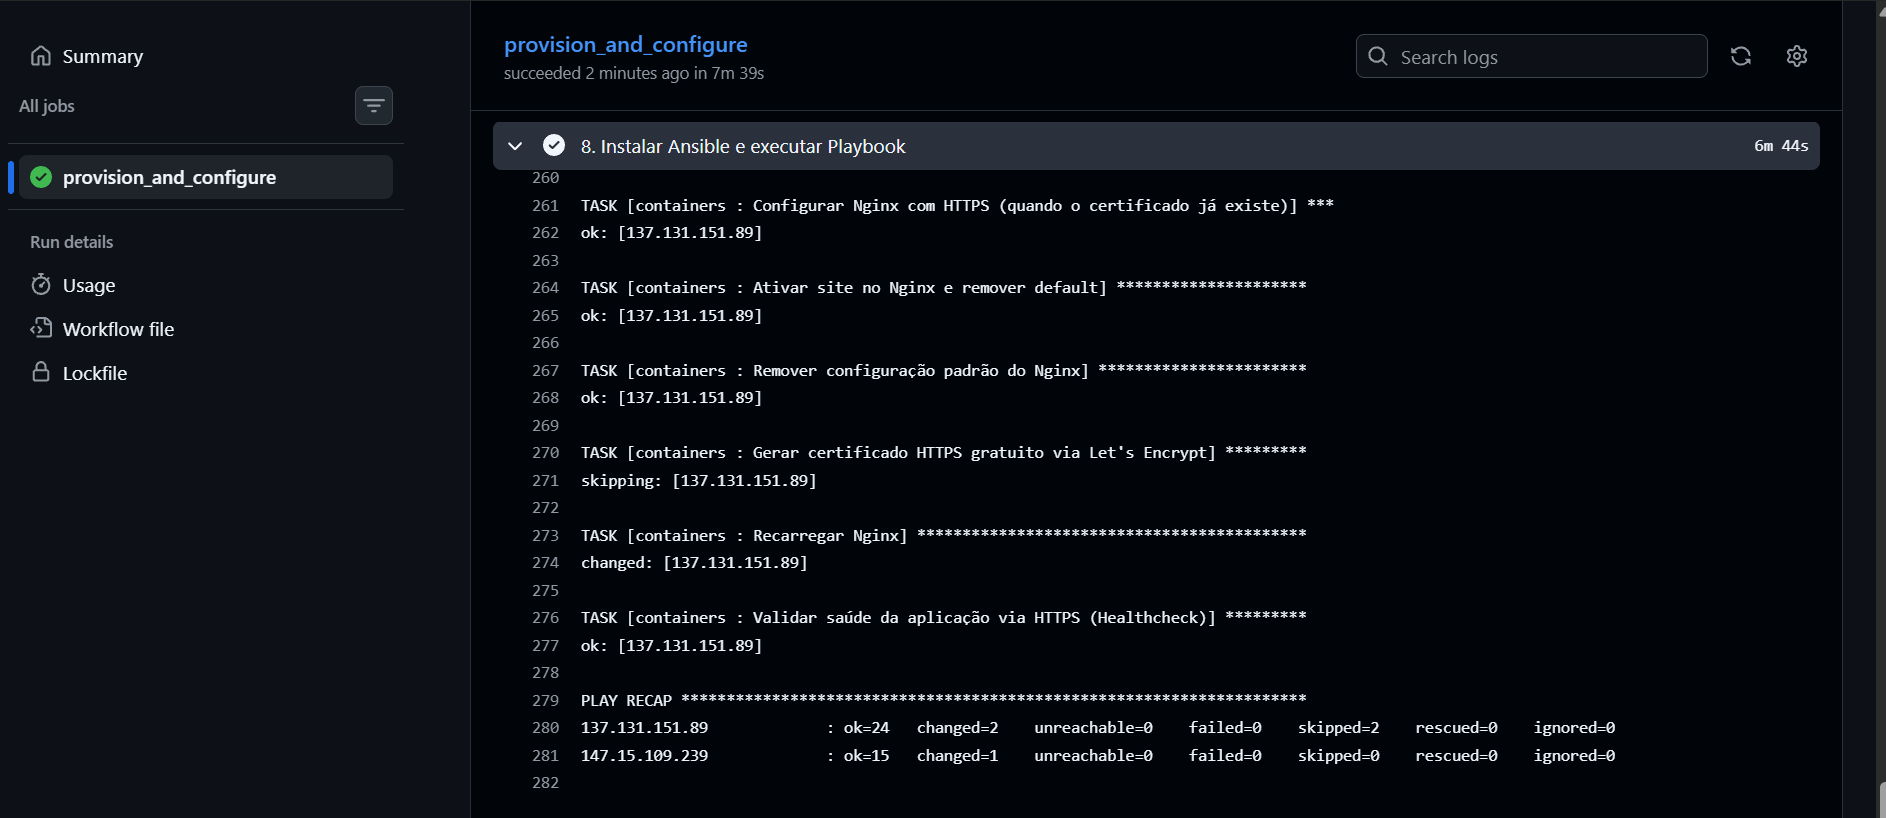 Summary
All jobs
provision_and_configure
Run details
Usage
Workflow file
Lockfile
provision_and_configure
succeeded 2 minutes ago in 7m 39s
Search logs
8. Instalar Ansible e executar Playbook 6m 44s
260
261 TASK [containers : Configurar Nginx com HTTPS (quando o certificado já existe)] ***
262 ok: [137.131.151.89]
263
264 TASK [containers : Ativar site no Nginx e remover default] *********************
265 ok: [137.131.151.89]
266
267 TASK [containers : Remover configuração padrão do Nginx] ***********************
268 ok: [137.131.151.89]
269
270 TASK [containers : Gerar certificado HTTPS gratuito via Let's Encrypt] *********
271 skipping: [137.131.151.89]
272
273 TASK [containers : Recarregar Nginx] *******************************************
274 changed: [137.131.151.89]
275
276 TASK [containers : Validar saúde da aplicação via HTTPS (Healthcheck)] *********
277 ok: [137.131.151.89]
278
279 PLAY RECAP *********************************************************************
280 137.131.151.89 : ok=24 changed=2 unreachable=0 failed=0 skipped=2 rescued=0 ignored=0
281 147.15.109.239 : ok=15 changed=1 unreachable=0 failed=0 skipped=0 rescued=0 ignored=0
282